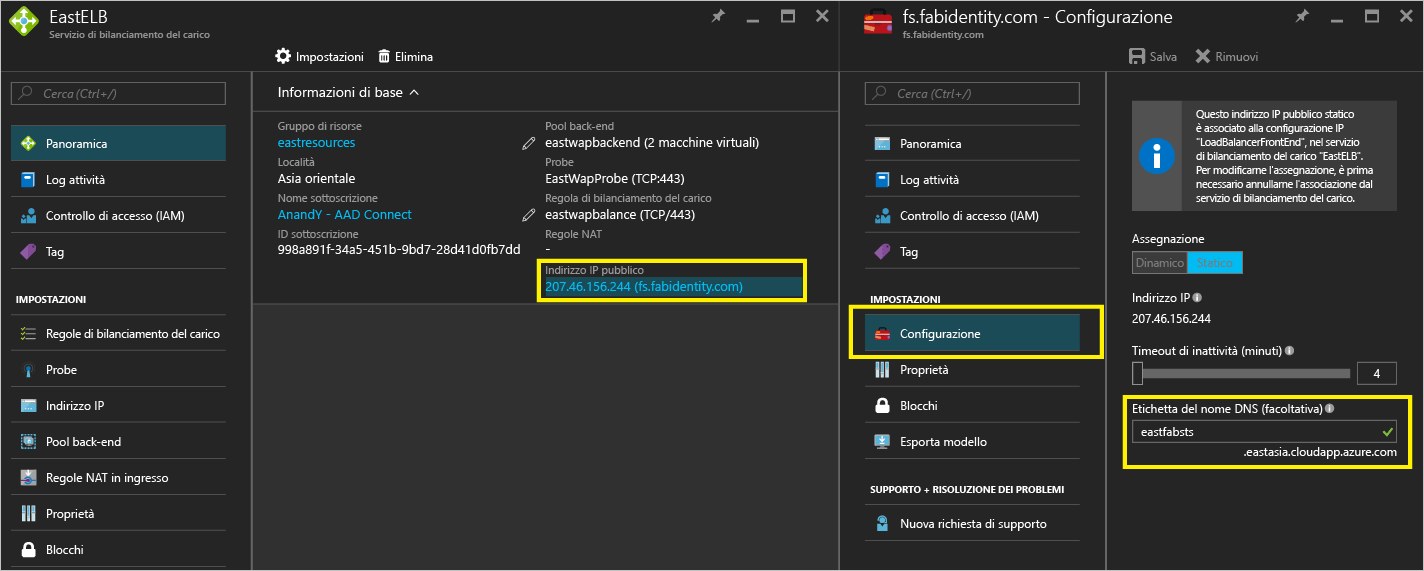 EastELB
Servizio di bilanciamento del carico
Impostazioni
Elimina
Cerca (Ctrl+/)
Panoramica
Log attività
Controllo di accesso (IAM)
Tag
IMPOSTAZIONI
Regole di bilanciamento del carico
Probe
Indirizzo IP
Pool back-end
Regole NAT in ingresso
Proprietà
Blocchi
Informazioni di base
Gruppo di risorse
eastresources
Località
Asia orientale
Nome sottoscrizione
AnandY - AAD Connect
ID sottoscrizione
998a891f-34a5-451b-9bd7-28d41d0fb7dd
Pool back-end
eastwapbackend (2 macchine virtuali)
Probe
EastWapProbe (TCP:443)
Regola di bilanciamento del carico
eastwapbalance (TCP/443)
Regole NAT
-
Indirizzo IP pubblico
207.46.156.244 (fs.fabidentity.com)
fs.fabidentity.com - Configurazione
fs.fabidentity.com
Salva
Rimuovi
Cerca (Ctrl+/)
Panoramica
Log attività
Controllo di accesso (IAM)
Tag
IMPOSTAZIONI
Configurazione
Proprietà
Blocchi
Esporta modello
SUPPORTO + RISOLUZIONE DEI PROBLEMI
Nuova richiesta di supporto
Questo indirizzo IP pubblico statico
è associato alla configurazione IP
"LoadBalancerFrontEnd", nel servizio
di bilanciamento del carico "EastELB".
Per modificarne l'assegnazione, è prima
necessario annullarne l'associazione dal
servizio di bilanciamento del carico.
Assegnazione
Dinamico
Statico
Indirizzo IP
207.46.156.244
Timeout di inattività (minuti)
4
Etichetta del nome DNS (facoltativa)
eastfabsts
.eastasia.cloudapp.azure.com